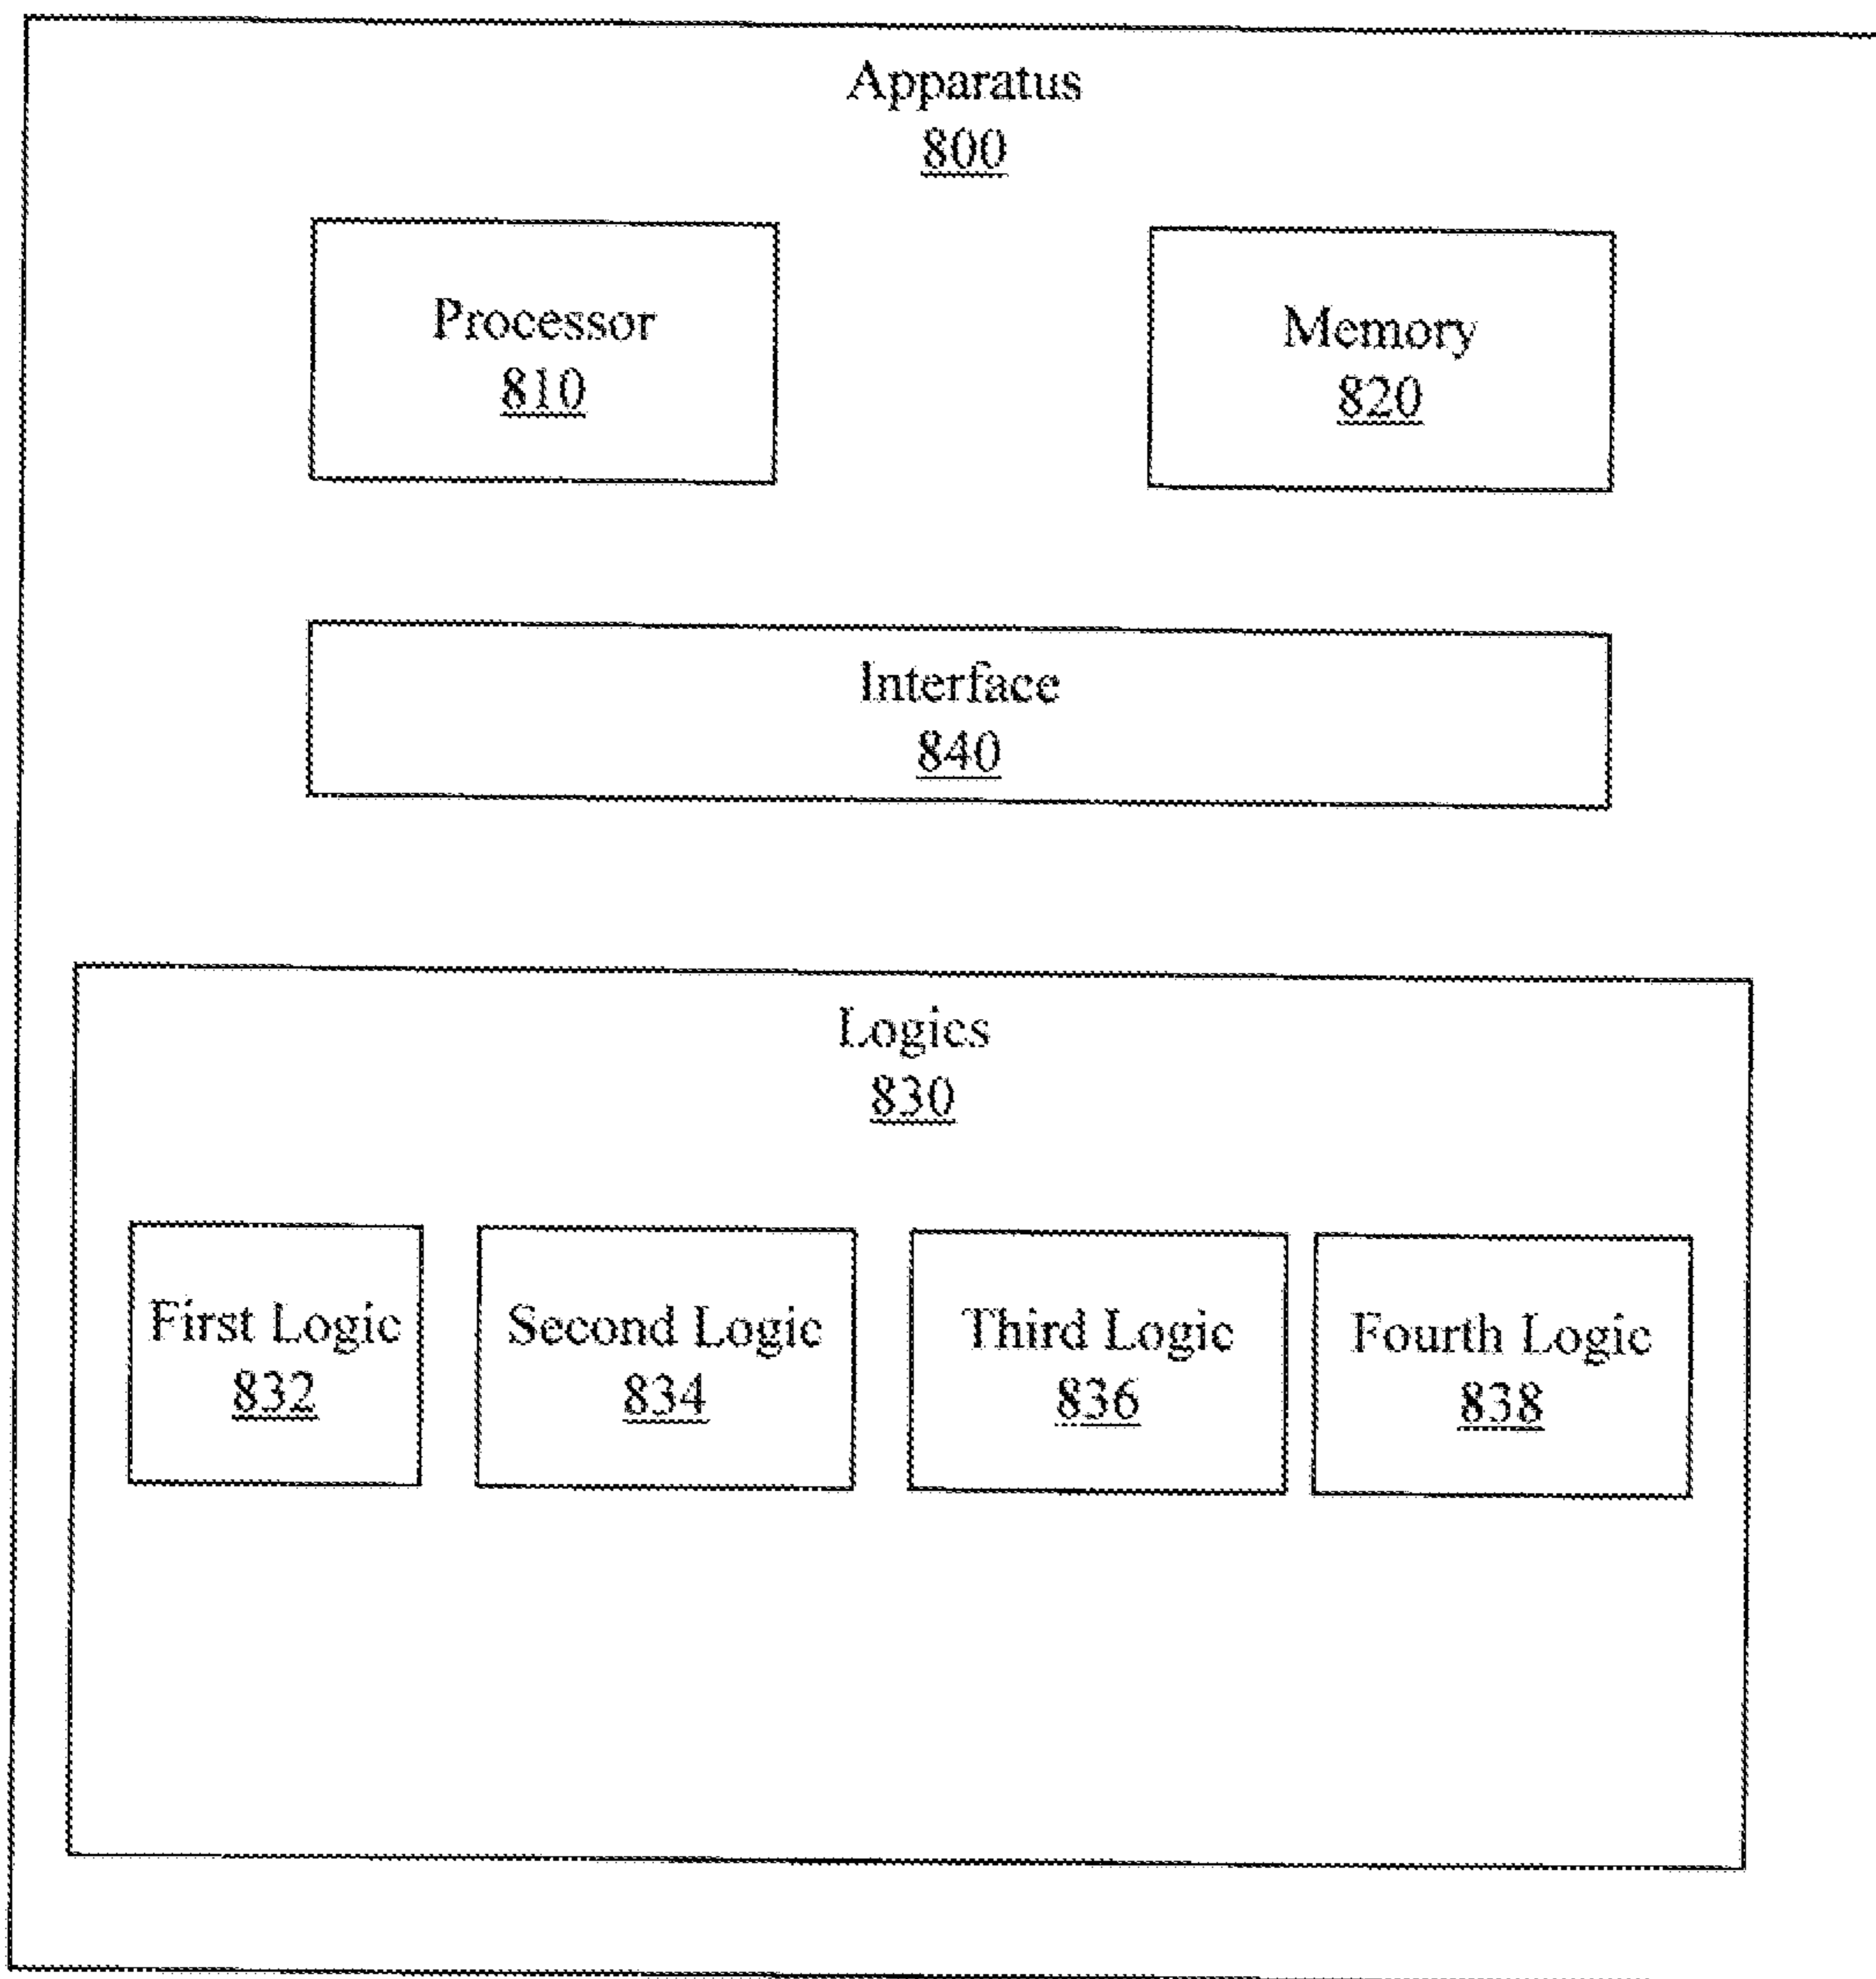 Apparatus
800
Processor
810
Memory
820
Interface
840
Logics
830
First Logic
832
Second Logic
834
Third Logic
836
Fourth Logic
838